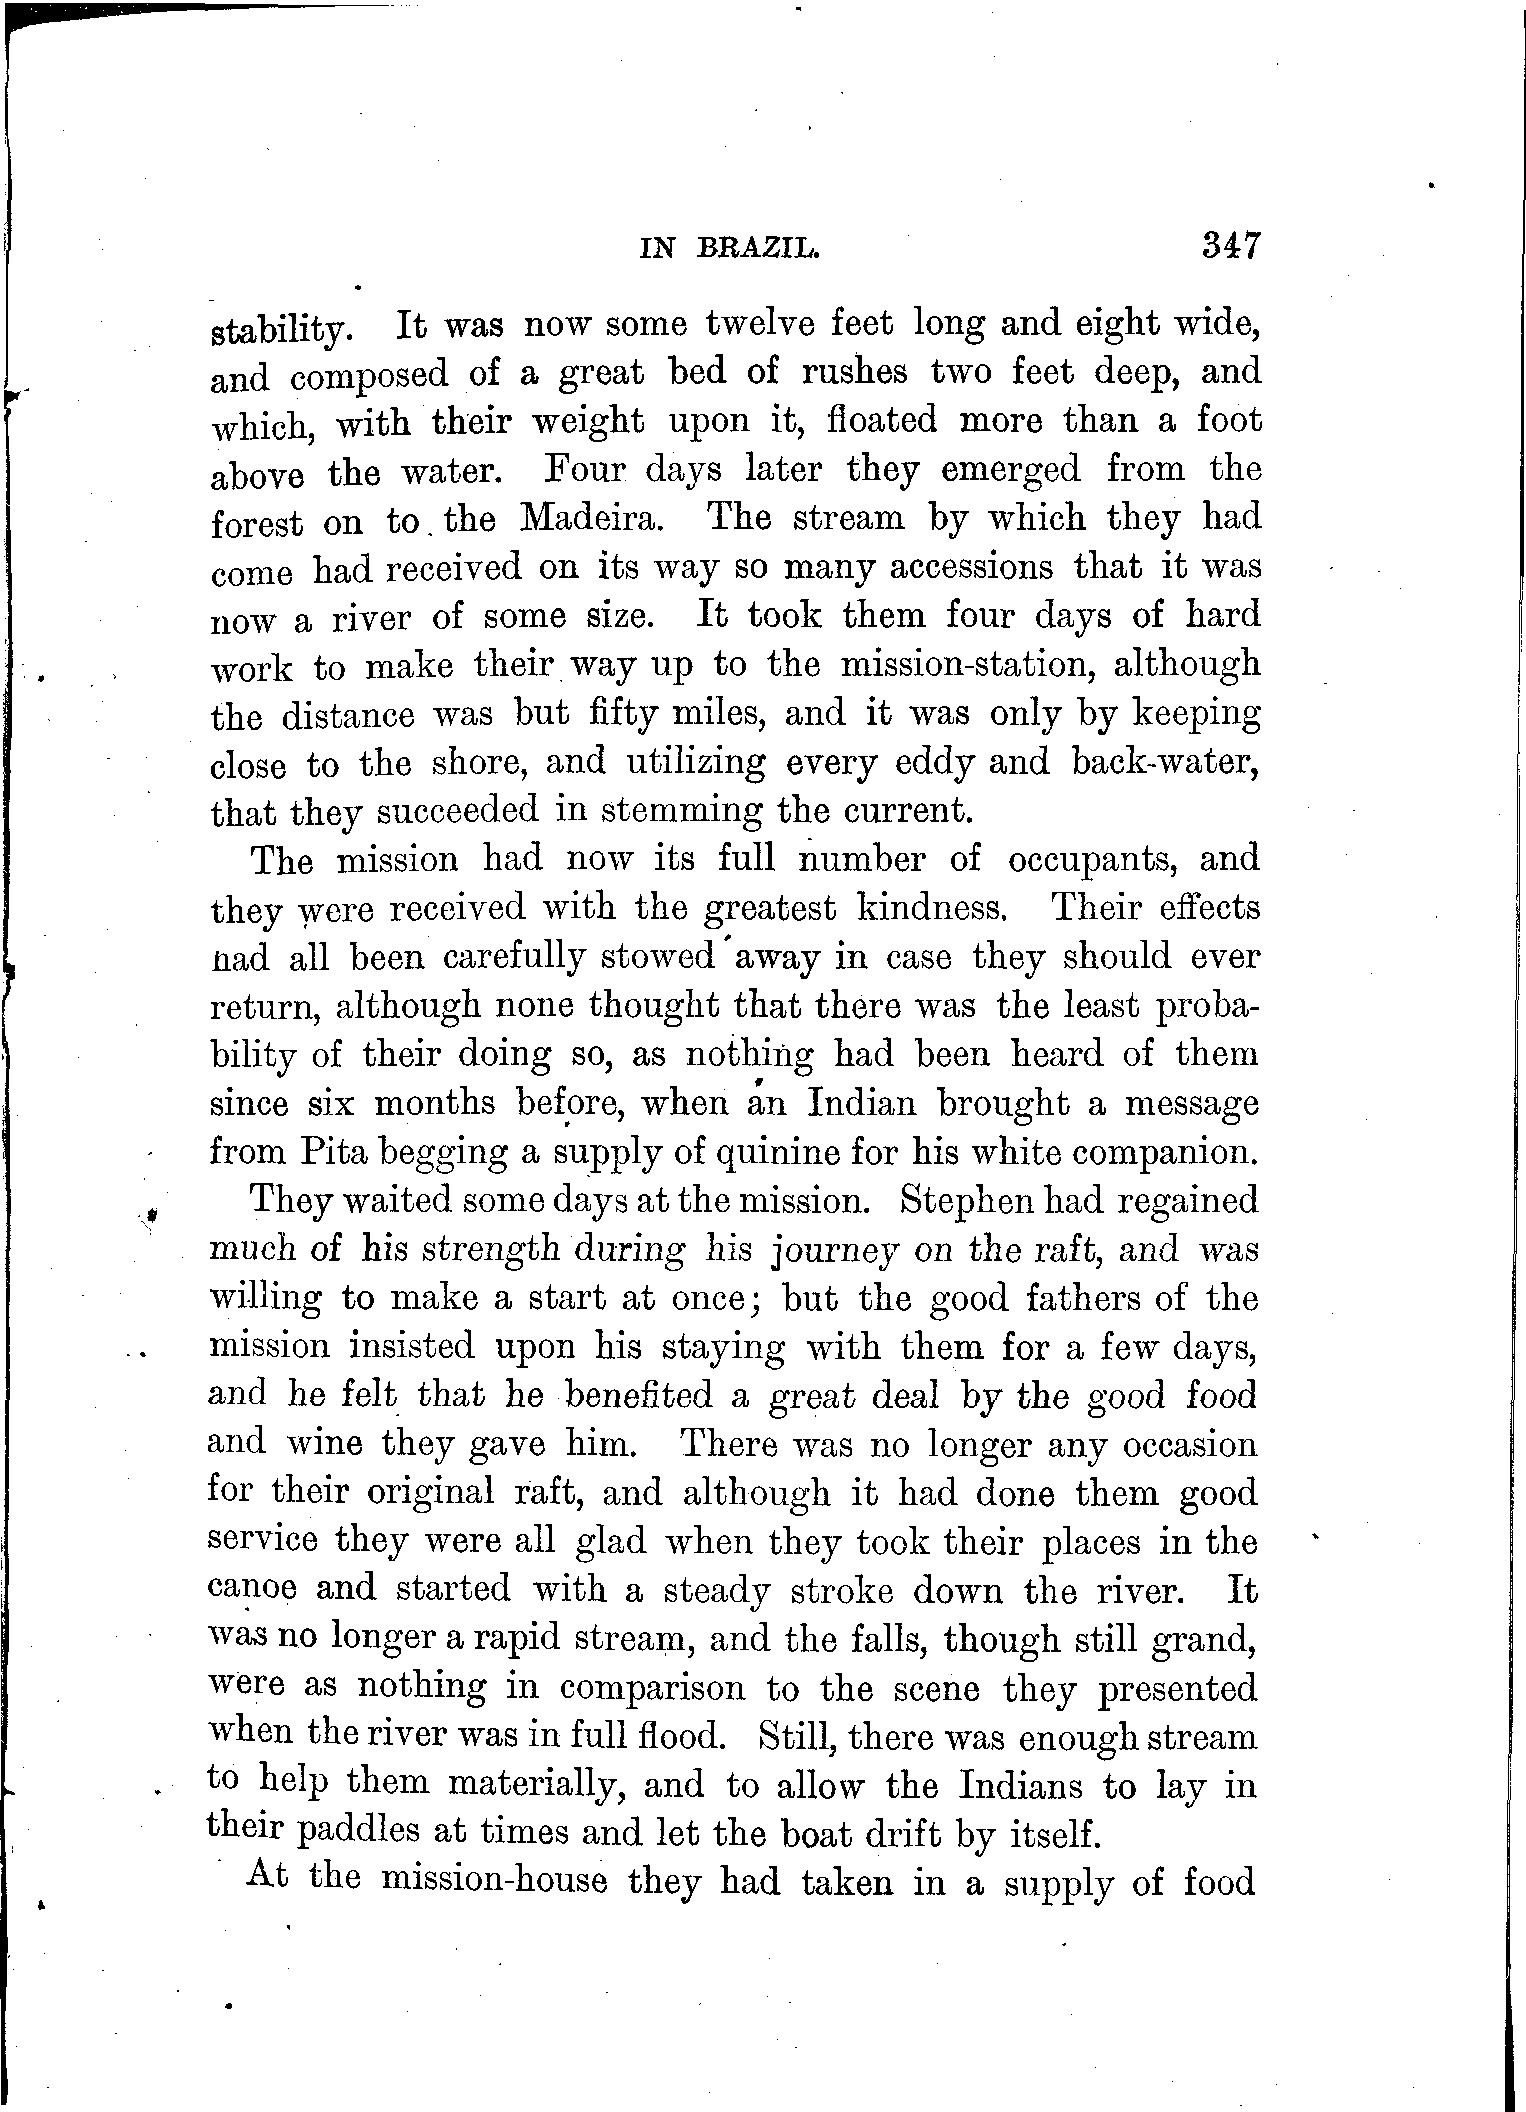 IN BRAZIL. 347
stability. It was now some twelve feet long and eight wide,
and composed of a great bed of rushes two feet deep, and
which, with their weight upon it, floated more than a foot
above the water. Four days later they emerged from the
forest on to the Madeira. The stream by which they had
come had received on its way so many accessions that it was
now a river of some size. It took them four days of hard
work to make their way up to the mission-station, although
the distance was but fifty miles, and it was only by keeping
close to the shore, and utilizing every eddy and back-water,
that they succeeded in stemming the current.
The mission had now its full number of occupants, and
they were received with the greatest kindness. Their effects
had all been carefully stowed away in case they should ever
return, although none thought that there was the least proba-
bility of their doing so, as nothing had been heard of them
since six months before, when an Indian brought a message
from Pita begging a supply of quinine for his white companion.
They waited some days at the mission. Stephen had regained
much of his strength during his journey on the raft, and was
willing to make a start at once; but the good fathers of the
mission insisted upon his staying with them for a few days,
and he felt that he benefited a great deal by the good food
and wine they gave him. There was no longer any occasion
for their original raft, and although it had done them good
service they were all glad when they took their places in the
canoe and started with a steady stroke down the river. It
was no longer a rapid stream, and the falls, though still grand,
were as nothing in comparison to the scene they presented
when the river was in full flood. Still, there was enough stream
to help them materially, and to allow the Indians to lay in
their paddles at times and let the boat drift by itself.
At the mission-house they had taken in a supply of food